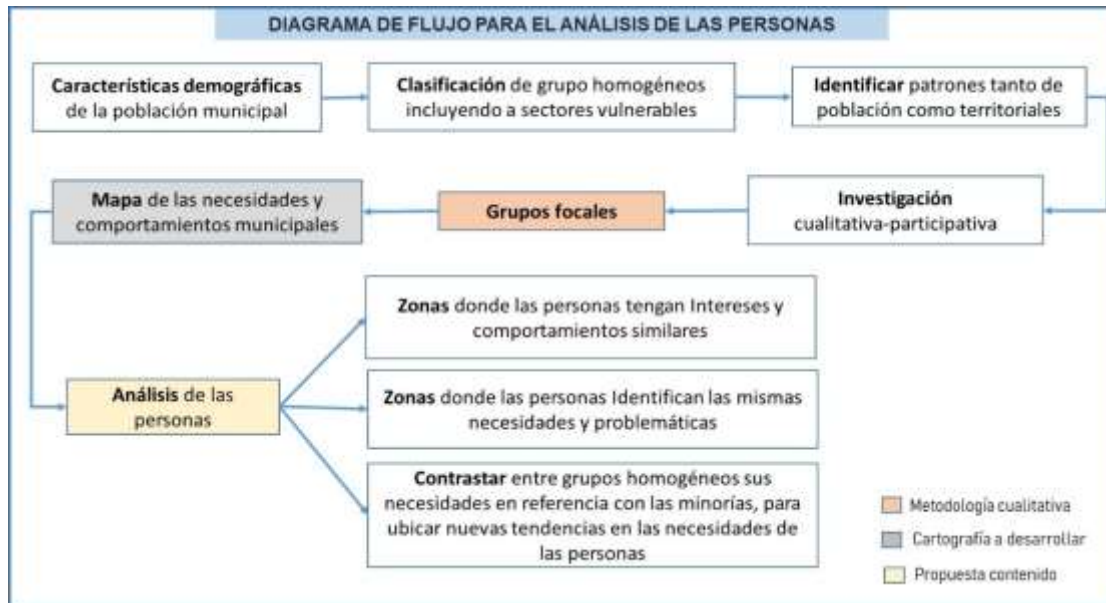 DIAGRAMA DE FLUJO PARA EL ANÁLISIS DE LAS PERSONAS
Características demográficas
de la población municipal
Clasificación de grupo homogéneos
incluyendo a sectores vulnerables
Identificar patrones tanto de
población como territoriales
Mapa de las necesidades y
comportamientos municipales
Grupos focales
Investigación
cualitativa-participativa
Zonas donde las personas tengan Intereses y
comportamientos similares
Análisis de las
personas
Zonas donde las personas Identifican las mismas
necesidades y problemáticas
Contrastar entre grupos homogéneos sus
necesidades en referencia con las minorías, para
ubicar nuevas tendencias en las necesidades de
las personas
Metodología cualitativa
Cartografía a desarrollar
Propuesta contenido